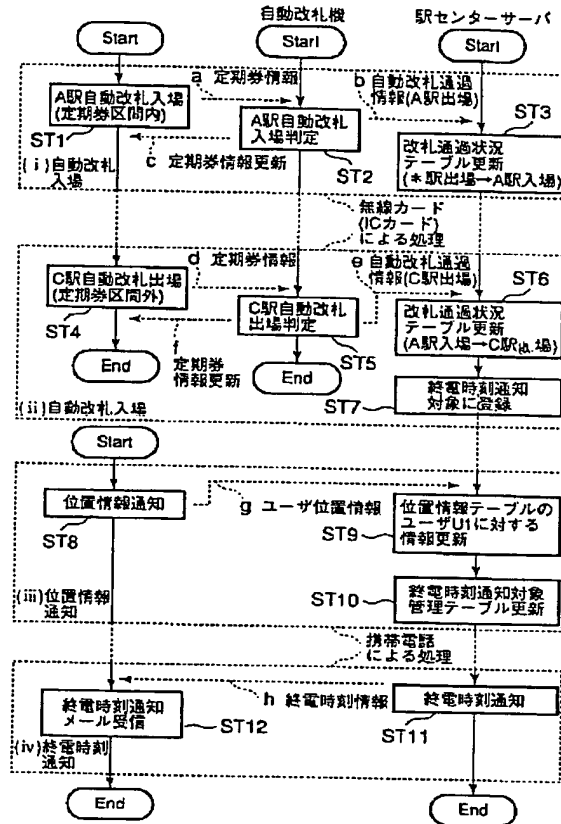 自動改札機
駅センターサーバ
Start
Start
Start
a 定期券情報
b 自動改札通過
情報(A駅出場)
A駅自動改札入場
(定期券区間内)
ST1
A駅自動改札
入場判定
ST2
ST3
改札通過状況
テーブル更新
(*駅出場→A駅入場)
c 定期券情報更新
(i)自動改札
入場
無線カード
(ICカード)
による処理
d 定期券情報
e 自動改札通過
情報(C駅出場)
C駅自動改札出場
(定期券区間外)
ST4
C駅自動改札
出場判定
ST5
ST6
改札通過状況
テーブル更新
(A駅入場→C駅出場)
f
定期券
情報更新
End
End
終電時刻通知
対象に登録
ST7
(ii)自動改札入場
Start
位置情報通知
ST8
g ユーザ位置情報
位置情報テーブルの
ユーザU1に対する
情報更新
ST9
終電時刻通知対象
管理テーブル更新
ST10
(iii)位置情報
通知
携帯電話
による処理
h 終電時刻情報
終電時刻通知
メール受信
ST12
終電時刻通知
ST11
(iv)終電時刻
通知
End
End